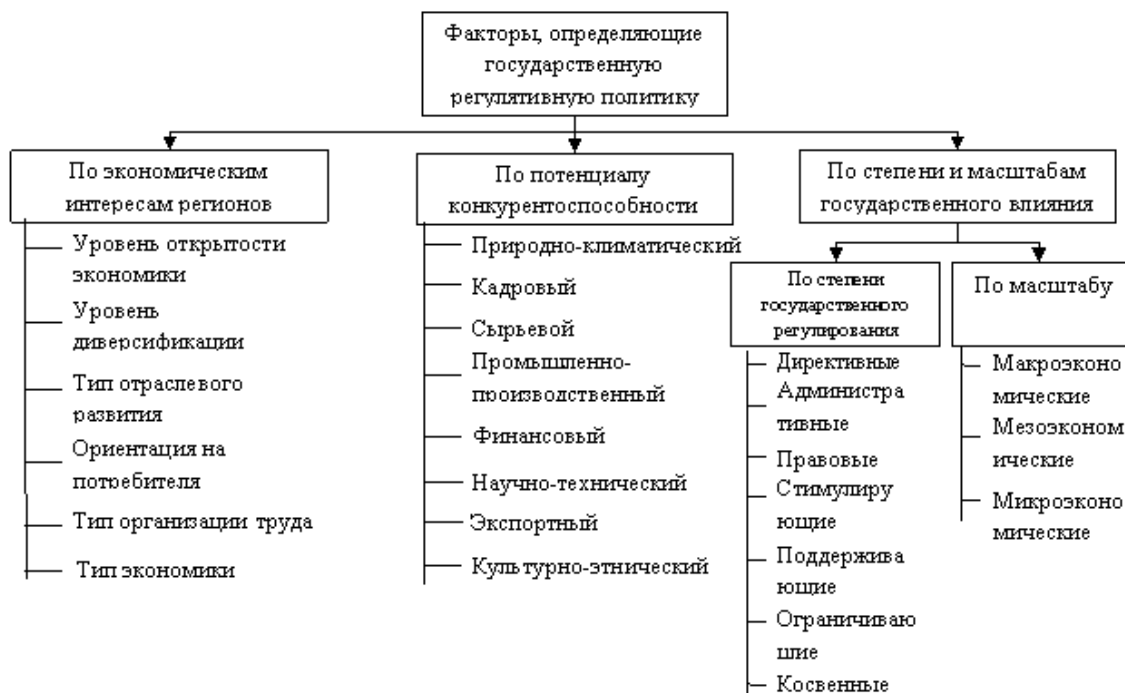 Факторы, определяющие
государственную
регулятивную политику
По экономическим
интересам регионов
Уровень открытости
экономики
Уровень
диверсификации
Тип отраслевого
развития
Ориентация на
потребителя
Тип организации труда
Тип экономики
По потенциалу
конкурентоспособности
Природно-климатический
Кадровый
Сырьевой
Промышленно-
производственный
Финансовый
Научно-технический
Экспортный
Культурно-этнический
По степени и масштабам
государственного влияния
По степени
государственного
регулирования
Директивные
Администра
тивные
Правовые
Стимулиру
ющие
Поддержива
ющие
Ограничиваю
шие
Косвенные
По масштабу
Макроэконо
мические
Мезоэконом
ические
Микроэконо
мические